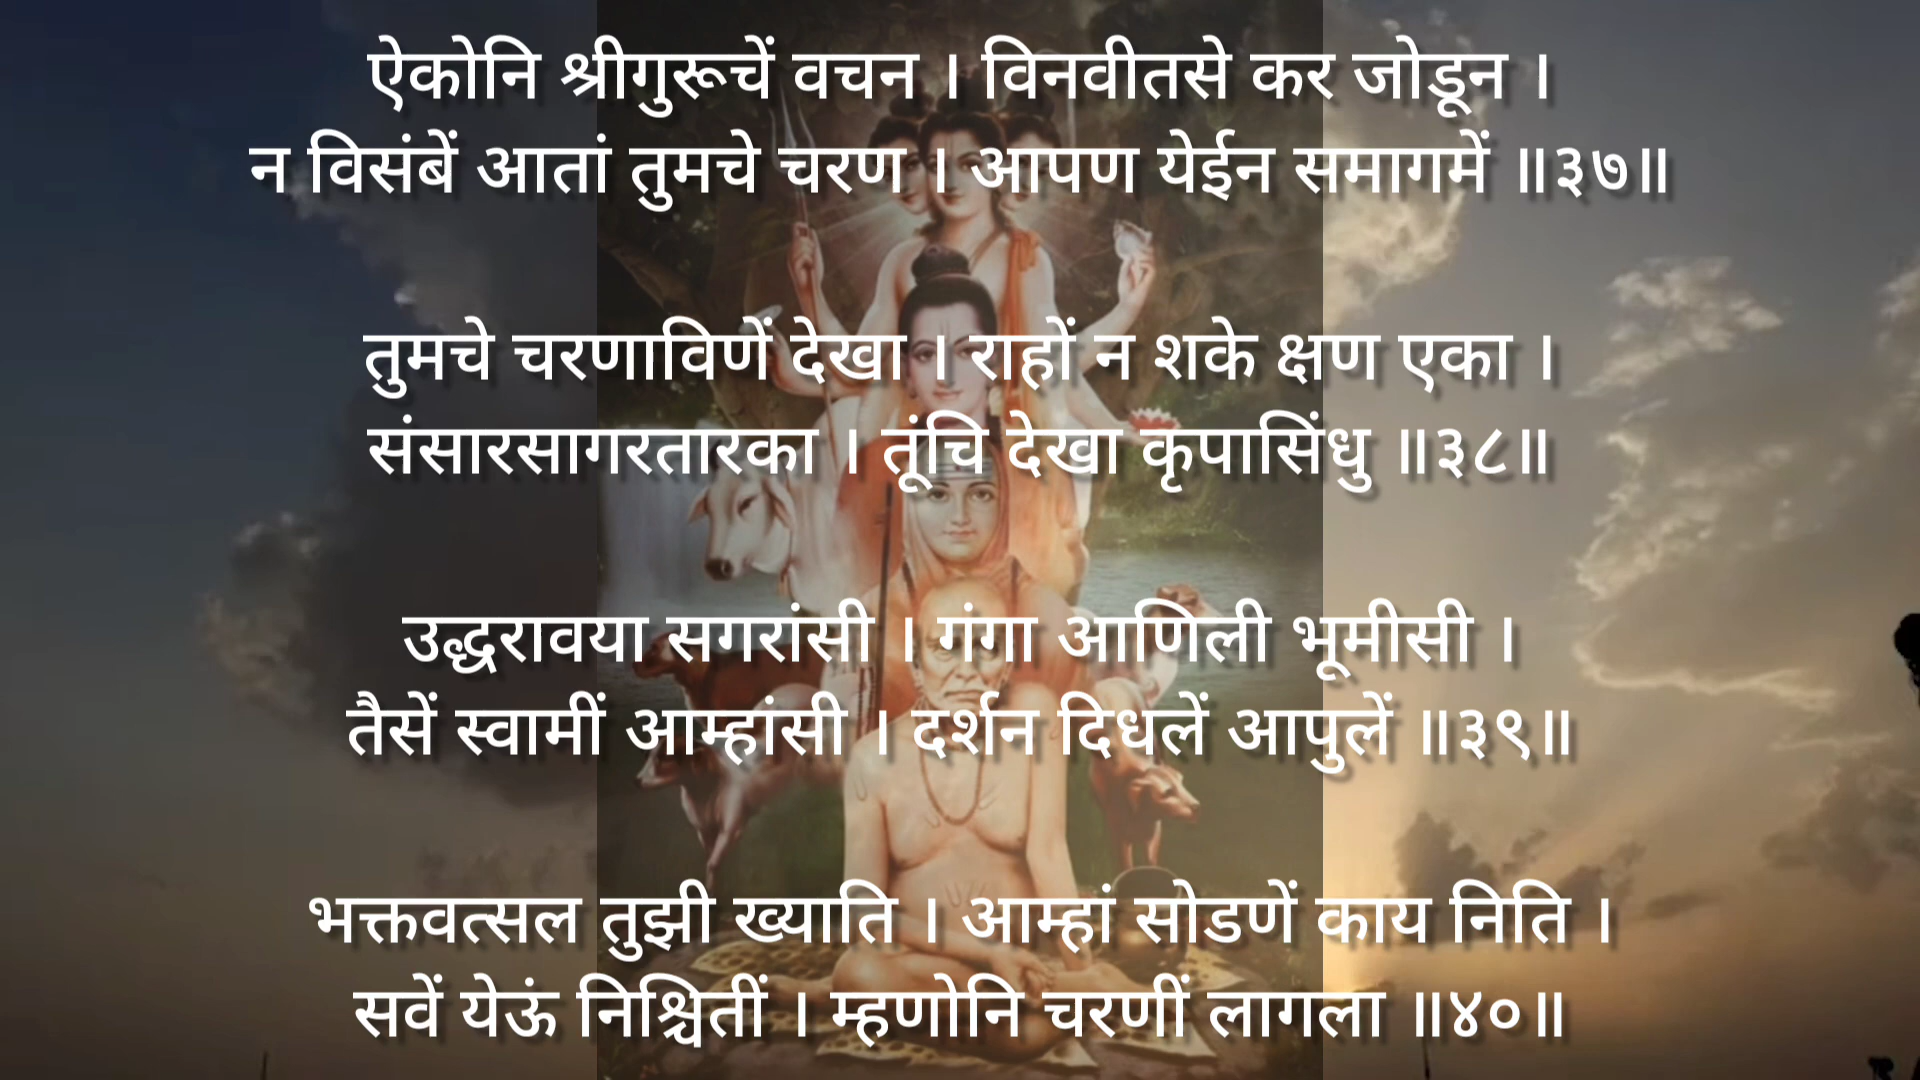 ऐकोनि श्रीगुरूचें वचन । विनवीतसे कर जोडून ।
न विसंबें आतां तुमचे चरण । आपण येईन समागमें ॥३७॥
तुमचे चरणाविणें देखा । राहों न शके क्षण एका ।
संसारसागरतारका । तूंचि देखा कृपासिंधु ॥३८॥
उद्धरावया सगरांसी । गंगा आणिली भूमीसी ।
तैसें स्वामीं आम्हांसी । दर्शन दिधलें आपुलें ॥३९॥
भक्तवत्सल तुझी ख्याति । आम्हां सोडणें काय निति ।
सवें येऊं निश्चितीं । म्हणोनि चरणीं लागला ॥४०॥